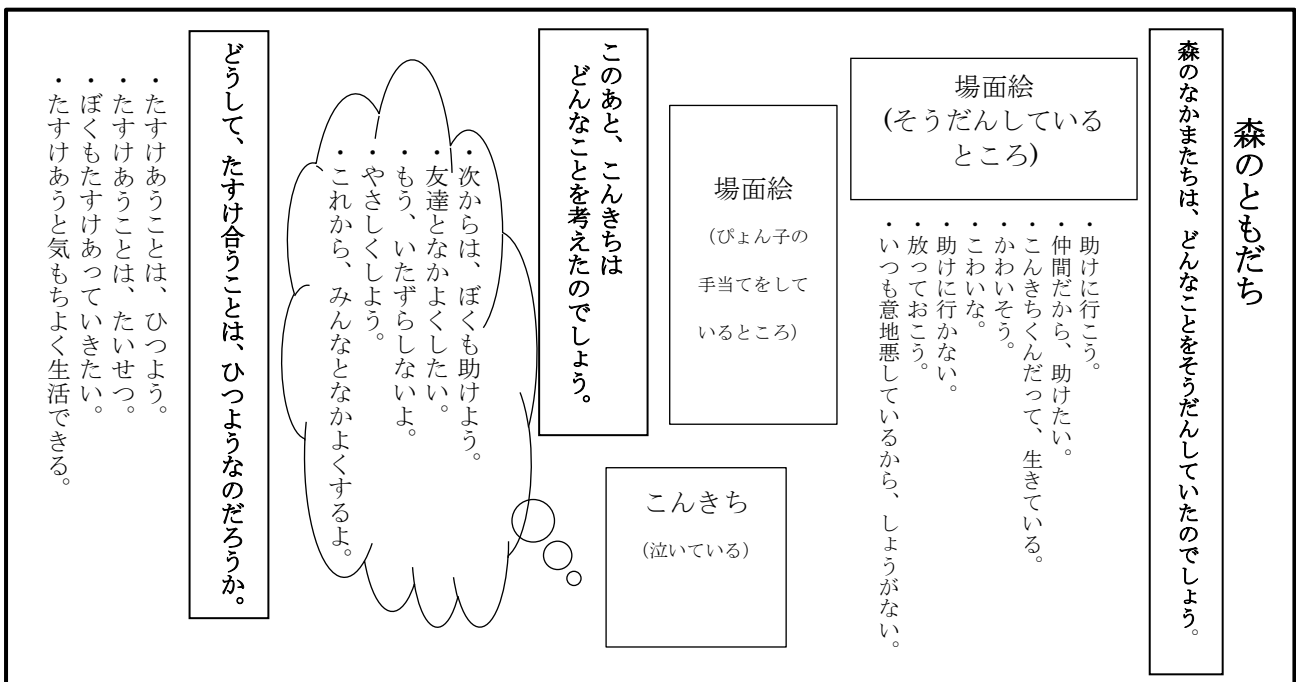 森のともだち
森のなかまたちは、どんなことをそうだんしていたのでしょう。
場面絵
(そうだんしている
ところ)
・助けに行こう。
・仲間だから、助けたい。
・こんきちくんだって、生きている。
・かわいそう。
・こわいな。
・助けに行かない。
・放っておこう。
・いつも意地悪しているから、しょうがない。
場面絵
（ぴょん子の
手当てをして
いるところ）
このあと、こんきちは
どんなことを考えたのでしょう。
こんきち
（泣いている）
・次からは、ぼくも助けよう。
・友達となかよくしたい。
・もう、いたずらしないよ。
・やさしくしよう。
・これから、みんなとなかよくするよ。
どうして、たすけ合うことは、ひつようなのだろうか。
・たすけあうことは、ひつよう。
・たすけあうことは、たいせつ。
・ぼくもたすけあっていきたい。
・たすけあうと気もちよく生活できる。